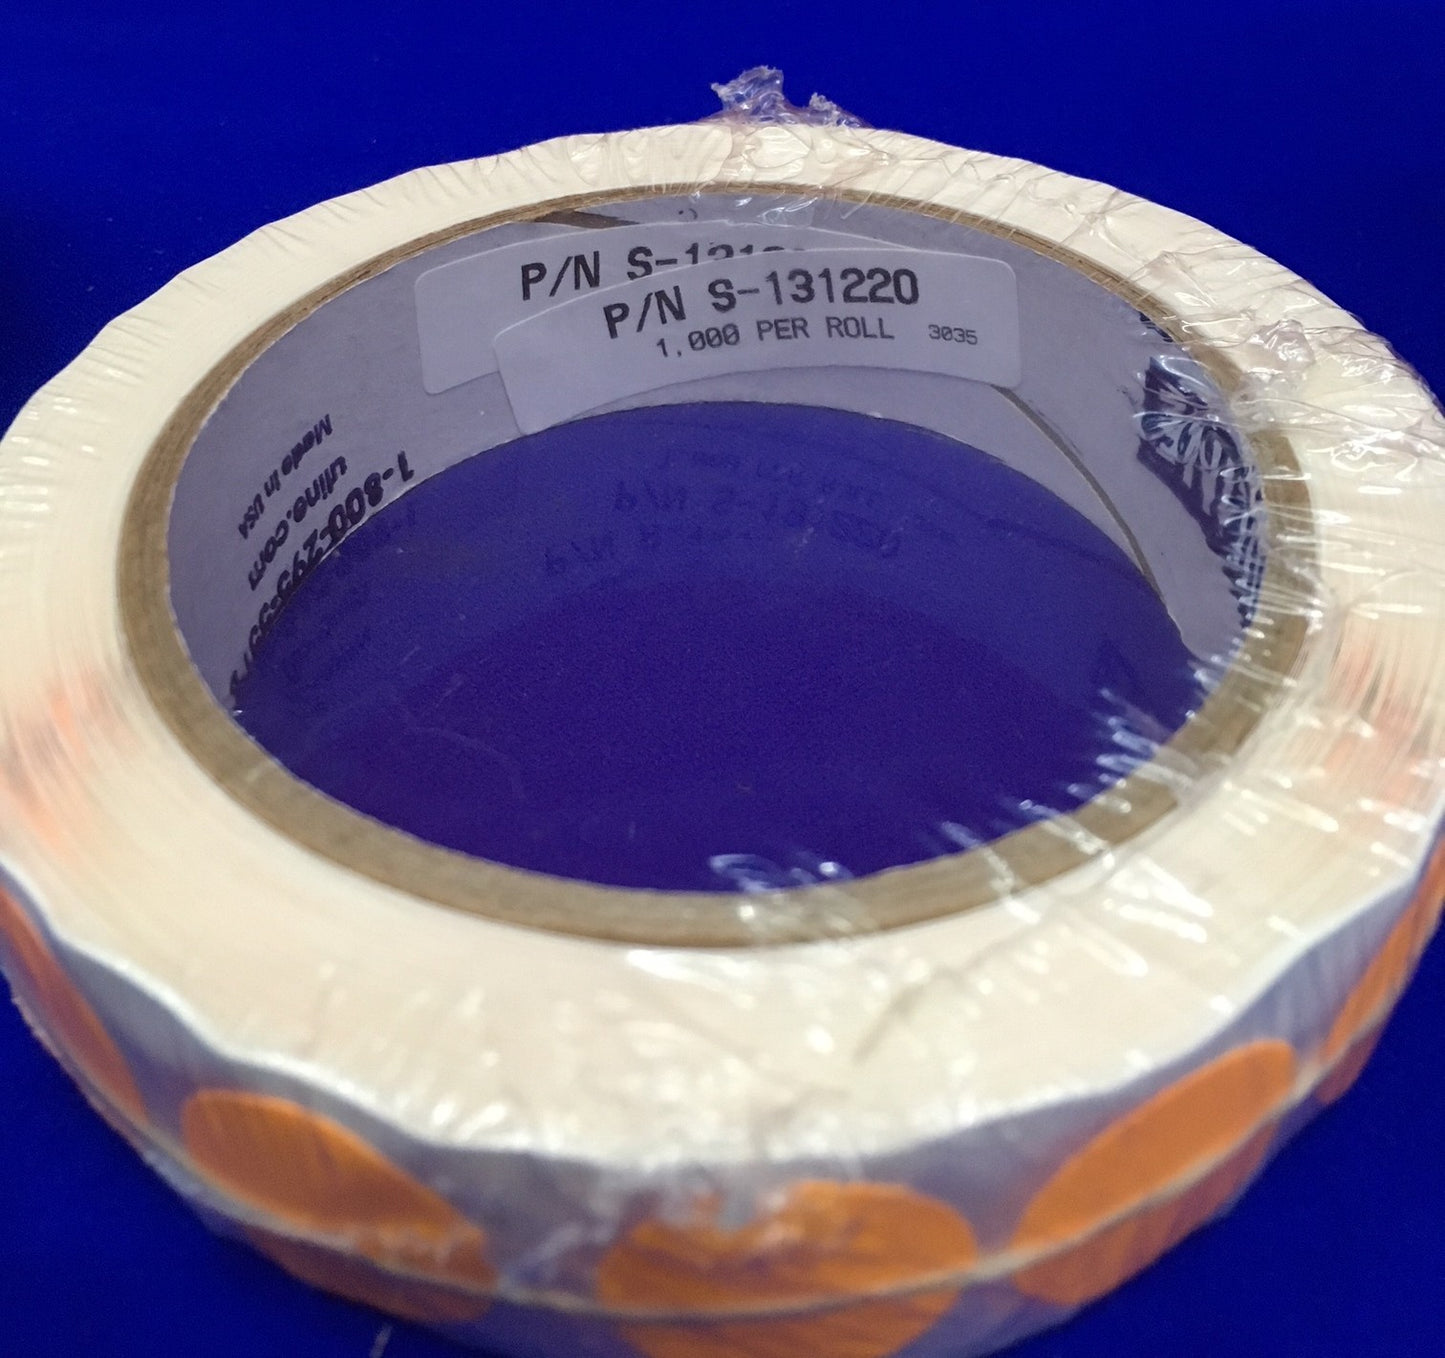 P/N S-131220
1,000 PER ROLL 3035
P/N S-
Made in USA
uline.com
1-800-295-5510